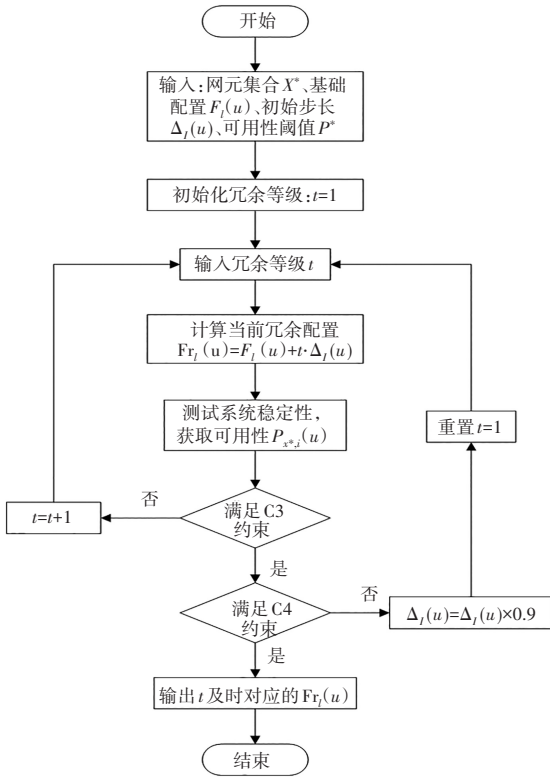 开始
输入:网元集合X*、基础
配置F_l(u)、初始步长
Δ_I(u)、可用性阈值P*
初始化冗余等级:t=1
输入冗余等级t
计算当前冗余配置
Fr_l(u)=F_l(u)+t·Δ_I(u)
测试系统稳定性,
获取可用性P_{x*,i}(u)
重置t=1
满足C3
约束
否
t=t+1
是
满足C4
约束
否
Δ_I(u)=Δ_I(u)×0.9
是
输出t及时对应的Fr_l(u)
结束